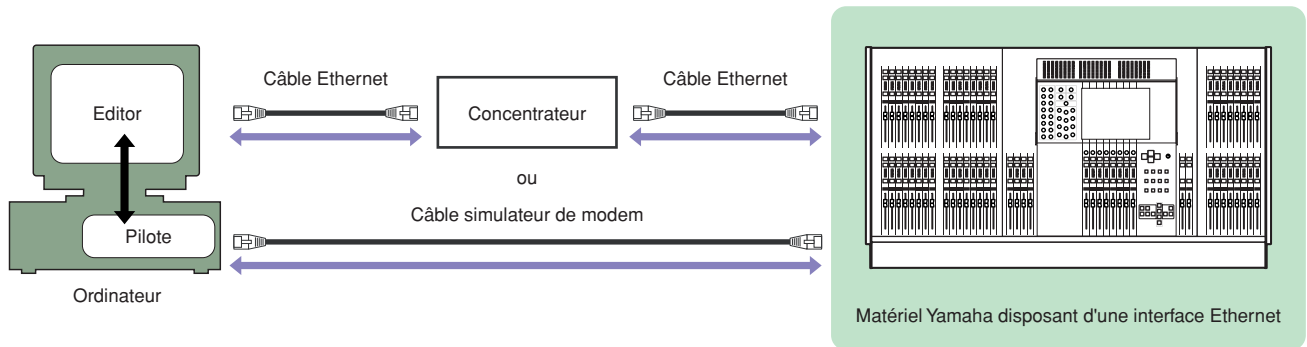 Editor
Pilote
Ordinateur
Câble Ethernet
Concentrateur
Câble Ethernet
ou
Câble simulateur de modem
Matériel Yamaha disposant d'une interface Ethernet